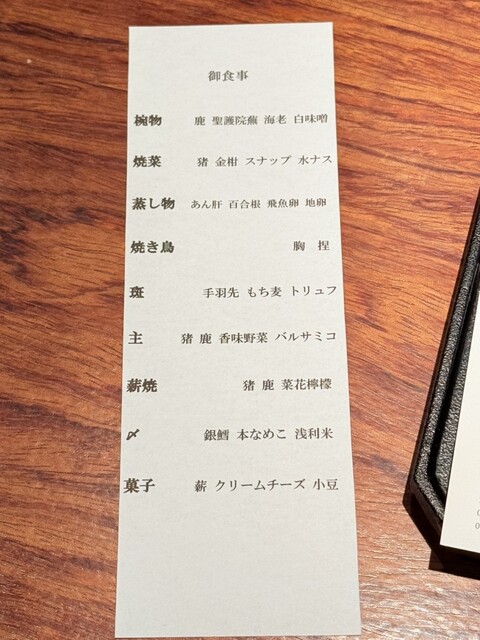 御食事
椀物 鹿 聖護院蕪 海老 白味噌
焼菜 猪 金柑 スナップ 水ナス
蒸し物 あん肝 百合根 飛魚卵 地卵
焼き鳥 胸 捏
斑 手羽先 もち麦 トリュフ
主 猪 鹿 香味野菜 バルサミコ
薪焼 猪 鹿 菜花檸檬
〆 銀鱈 本なめこ 浅利米
菓子 薪 クリームチーズ 小豆